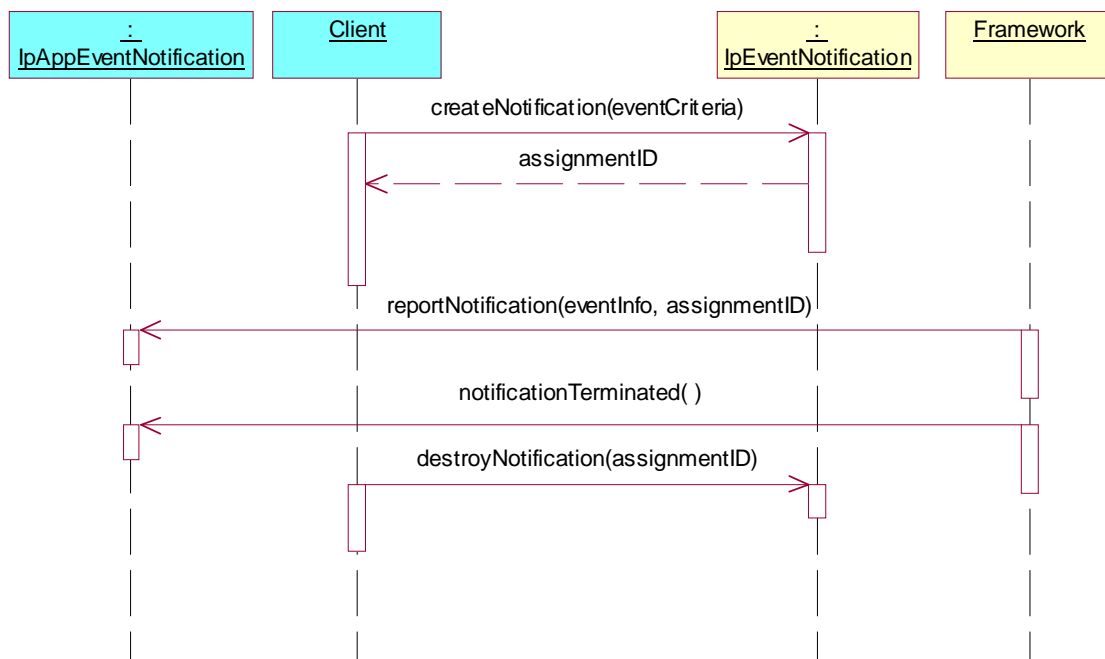 :
IpAppEventNotification
Client
:
IpEventNotification
Framework
createNotification(eventCriteria)
assignmentID
reportNotification(eventInfo, assignmentID)
notificationTerminated( )
destroyNotification(assignmentID)